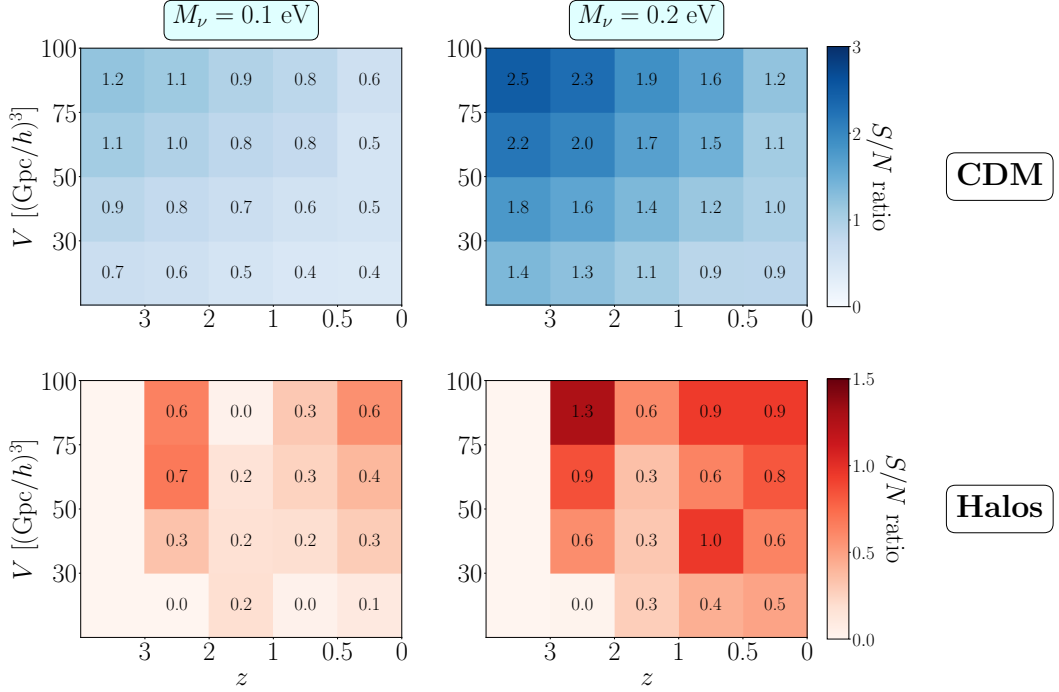 M_ν = 0.1 eV
M_ν = 0.2 eV
100
1.2 1.1 0.9 0.8 0.6
75
1.1 1.0 0.8 0.8 0.5
50
0.9 0.8 0.7 0.6 0.5
30
0.7 0.6 0.5 0.4 0.4
3 2 1 0.5 0
V [(Gpc/h)^3]
100
2.5 2.3 1.9 1.6 1.2
75
2.2 2.0 1.7 1.5 1.1
50
1.8 1.6 1.4 1.2 1.0
30
1.4 1.3 1.1 0.9 0.9
3 2 1 0.5 0
3
2
1
0
S/N ratio
CDM
100
0.6 0.0 0.3 0.6
75
0.7 0.2 0.3 0.4
50
0.3 0.2 0.2 0.3
30
0.0 0.2 0.0 0.1
3 2 1 0.5 0
z
V [(Gpc/h)^3]
100
1.3 0.6 0.9 0.9
75
0.9 0.3 0.6 0.8
50
0.6 0.3 1.0 0.6
30
0.0 0.3 0.4 0.5
3 2 1 0.5 0
z
1.5
1.0
0.5
0.0
S/N ratio
Halos